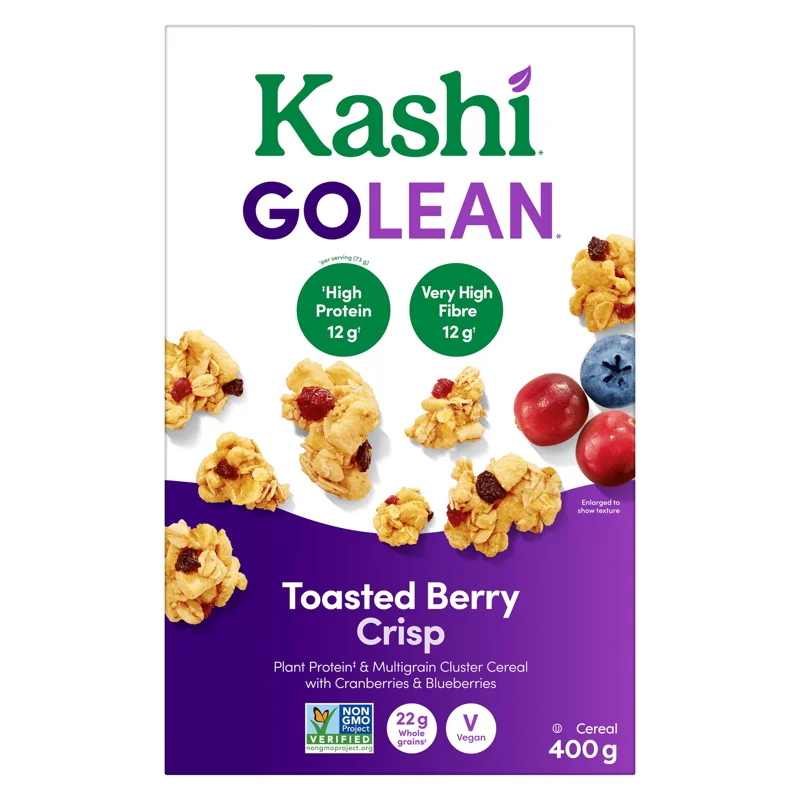 Kashi®
GOLEAN®
†per serving (73 g)
‡High
Protein
12 g†
Very High
Fibre
12 g†
Enlarged to
show texture
Toasted Berry
Crisp
Plant Protein‡ & Multigrain Cluster Cereal
with Cranberries & Blueberries
NON
GMO
Project
VERIFIED
nongmoproject.org
22 g
Whole
grains†
V
Vegan
Ⓤ Cereal
400 g